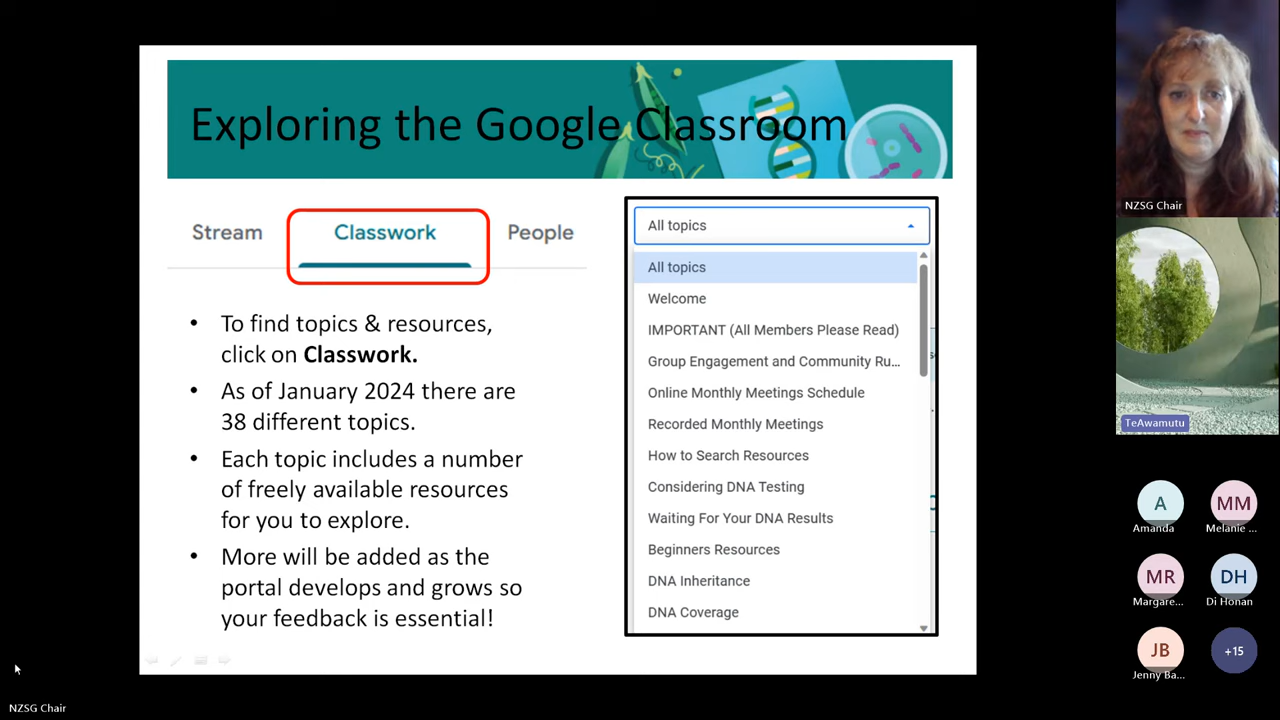 Exploring the Google Classroom
Stream
Classwork
People
• To find topics & resources,
click on Classwork.
• As of January 2024 there are
38 different topics.
• Each topic includes a number
of freely available resources
for you to explore.
• More will be added as the
portal develops and grows so
your feedback is essential!
All topics
All topics
Welcome
IMPORTANT (All Members Please Read)
Group Engagement and Community Ru...
Online Monthly Meetings Schedule
Recorded Monthly Meetings
How to Search Resources
Considering DNA Testing
Waiting For Your DNA Results
Beginners Resources
DNA Inheritance
DNA Coverage
NZSG Chair
TeAwamutu
A
Amanda
MM
Melanie ...
MR
Margare...
DH
Di Honan
JB
Jenny Ba...
+15
NZSG Chair